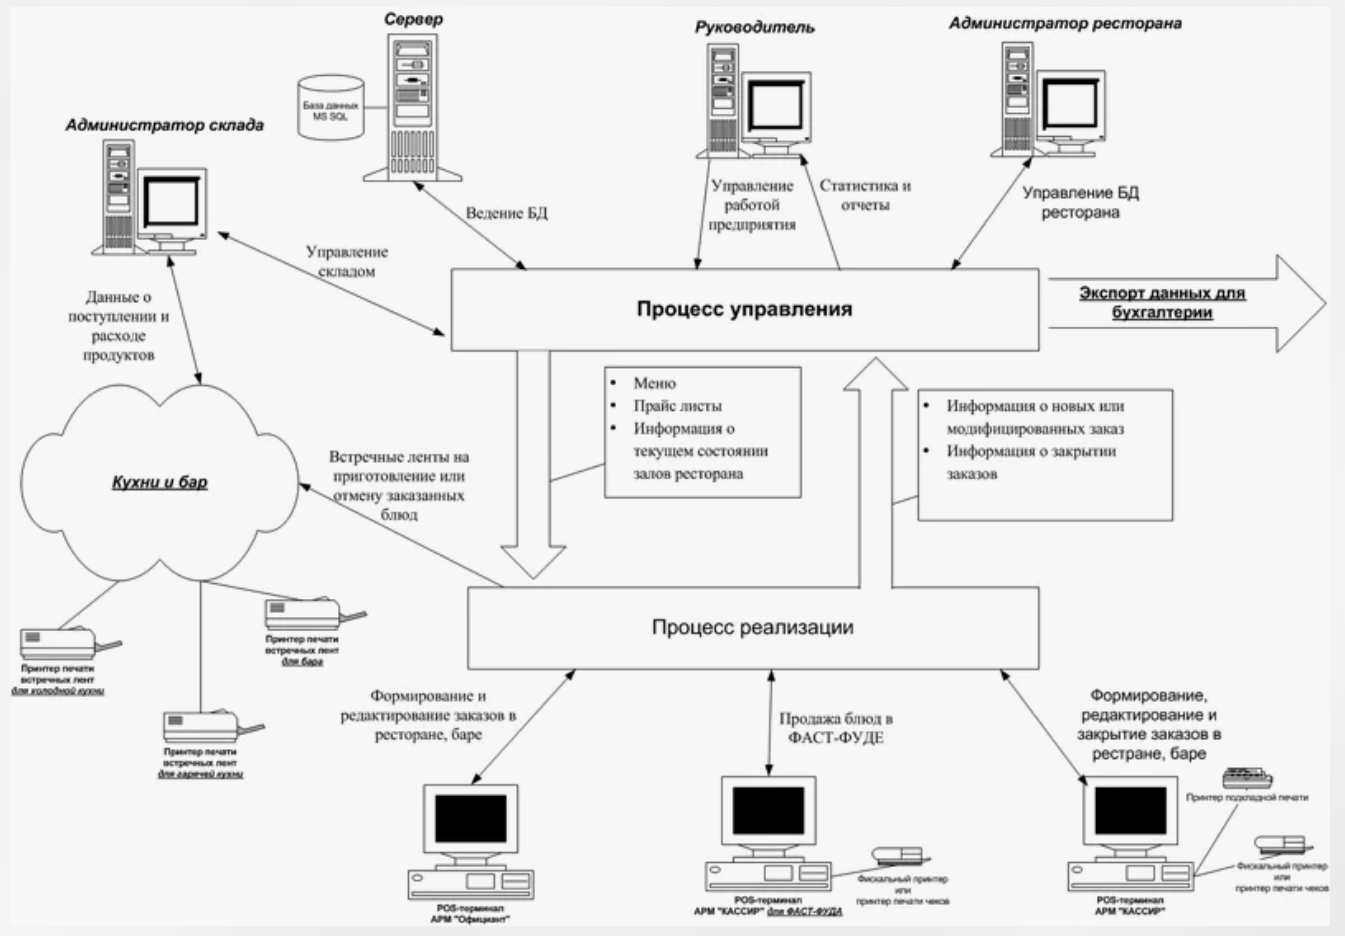 Сервер
Руководитель
Администратор ресторана
База данных
MS SQL
Администратор склада
Управление
работой
предприятия
Статистика и
отчеты
Управление БД
ресторана
Ведение БД
Управление
складом
Данные о
поступлении и
расходе
продуктов
Процесс управления
Экспорт данных для
бухгалтерии
• Меню
• Прайс листы
• Информация о
текущем состоянии
залов ресторана
• Информация о новых или
модифицированных заказ
• Информация о закрытии
заказов
Встречные ленты на
приготовление или
отмену заказанных
блюд
Кухни и бар
Процесс реализации
Принтер печати
встречных лент
для бара
Принтер печати
встречных лент
для холодной кухни
Принтер печати
встречных лент
для гарячей кухни
Формирование и
редактирование заказов в
ресторане, баре
Продажа блюд в
ФАСТ-ФУДЕ
Формирование,
редактирование и
закрытие заказов в
рестране, баре
Принтер подкладной печати
Фискальный принтер
или
принтер печати чеков
Фискальный принтер
или
принтер печати чеков
POS-терминал
АРМ "Официант"
POS-терминал
АРМ "КАССИР" для ФАСТ-ФУДА
POS-терминал
АРМ "КАССИР"